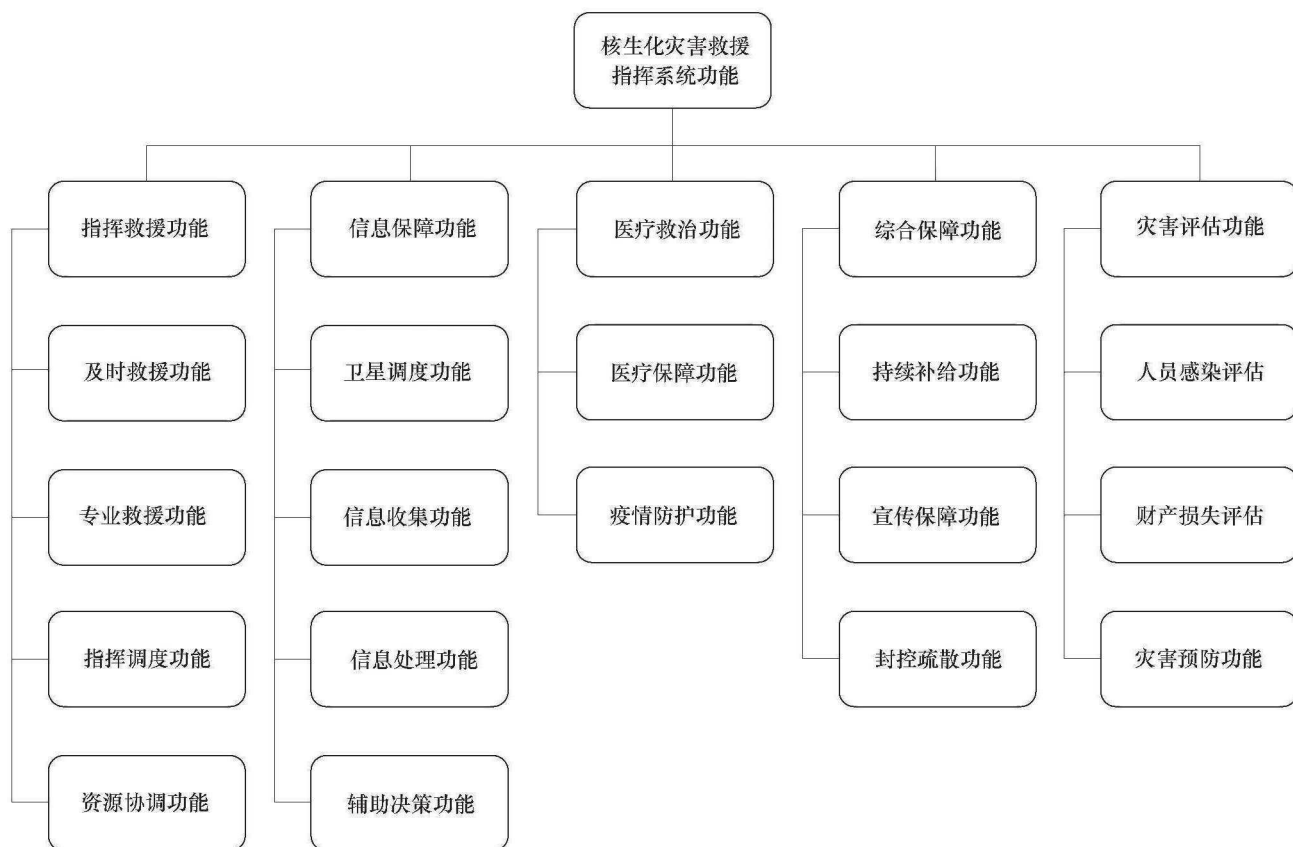 核生化灾害救援
指挥系统功能
指挥救援功能
信息保障功能
医疗救治功能
综合保障功能
灾害评估功能
及时救援功能
卫星调度功能
医疗保障功能
持续补给功能
人员感染评估
专业救援功能
信息收集功能
疫情防护功能
宣传保障功能
财产损失评估
指挥调度功能
信息处理功能
封控疏散功能
灾害预防功能
资源协调功能
辅助决策功能